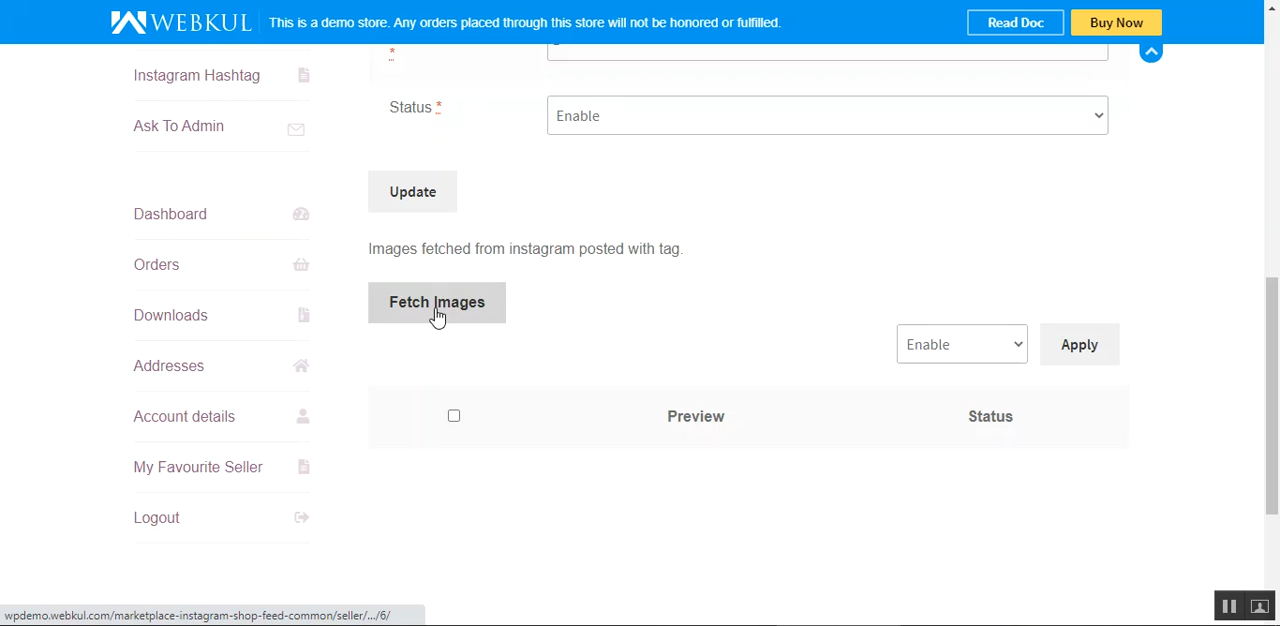 WEBKUL This is a demo store. Any orders placed through this store will not be honored or fulfilled. Read Doc Buy Now
*
Instagram Hashtag
Status * Enable
Ask To Admin
Update
Dashboard
Images fetched from instagram posted with tag.
Orders
Fetch Images
Downloads
Enable Apply
Addresses
Account details
Preview Status
My Favourite Seller
Logout
wpdemo.webkul.com/marketplace-instagram-shop-feed-common/seller/.../6/